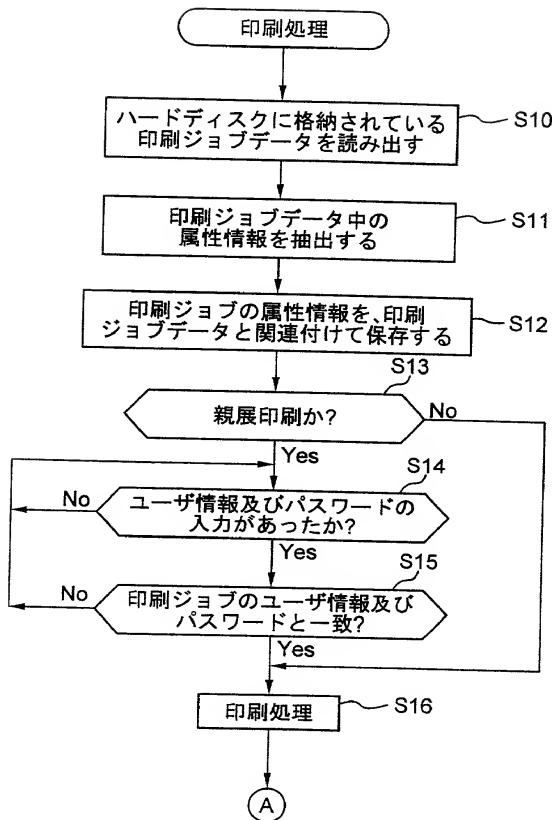 印刷処理
ハードディスクに格納されている
印刷ジョブデータを読み出す
S10
印刷ジョブデータ中の
属性情報を抽出する
S11
印刷ジョブの属性情報を、印刷
ジョブデータと関連付けて保存する
S12
S13
親展印刷か?
No
Yes
S14
No
ユーザ情報及びパスワードの
入力があったか?
Yes
S15
No
印刷ジョブのユーザ情報及び
パスワードと一致?
Yes
印刷処理
S16
A